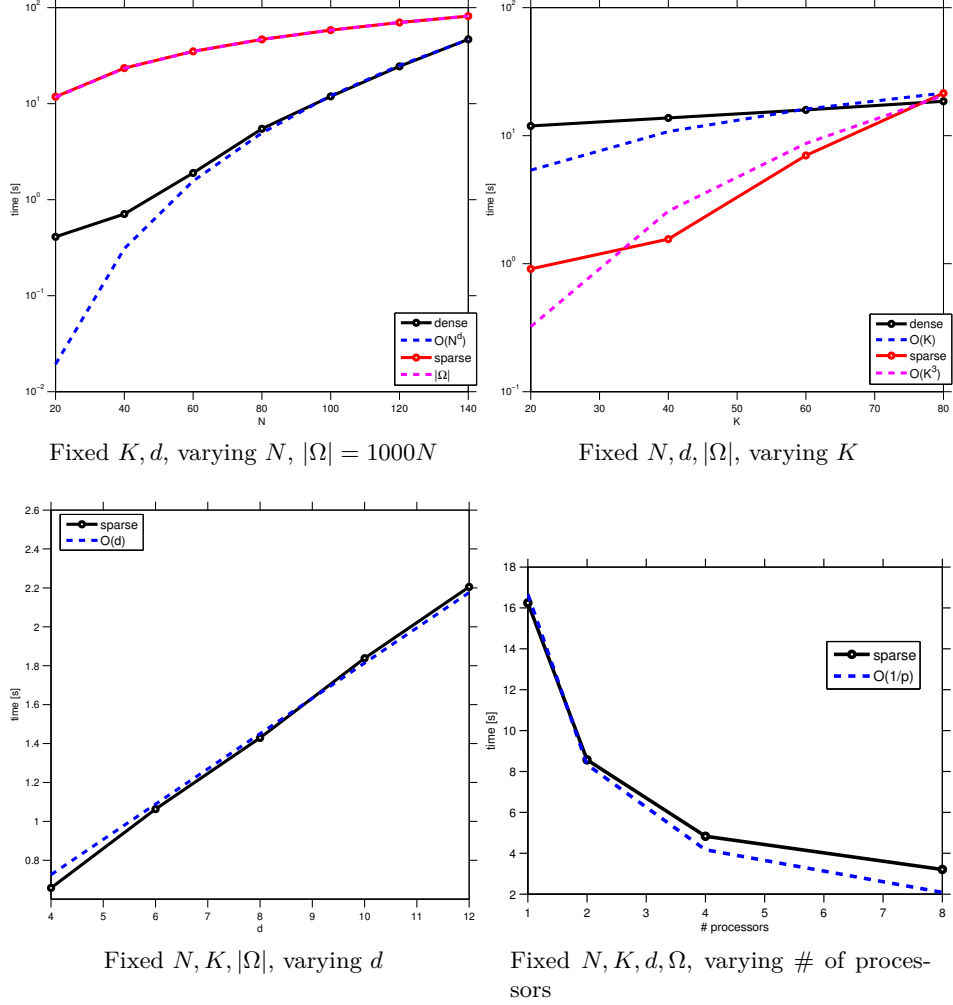 10²
10¹
10⁰
10⁻¹
10⁻²
time [s]
20 40 60 80 100 120 140
N
dense
O(Nᵈ)
sparse
|Ω|
Fixed K, d, varying N, |Ω| = 1000N
10²
10¹
10⁰
10⁻¹
time [s]
20 30 40 50 60 70 80
K
dense
O(K)
sparse
O(K³)
Fixed N, d, |Ω|, varying K
2.6
2.4
2.2
2
1.8
1.6
1.4
1.2
1
0.8
time [s]
4 5 6 7 8 9 10 11 12
d
sparse
O(d)
Fixed N, K, |Ω|, varying d
18
16
14
12
10
8
6
4
2
time [s]
1 2 3 4 5 6 7 8
# processors
sparse
O(1/p)
Fixed N, K, d, Ω, varying # of proces-
sors